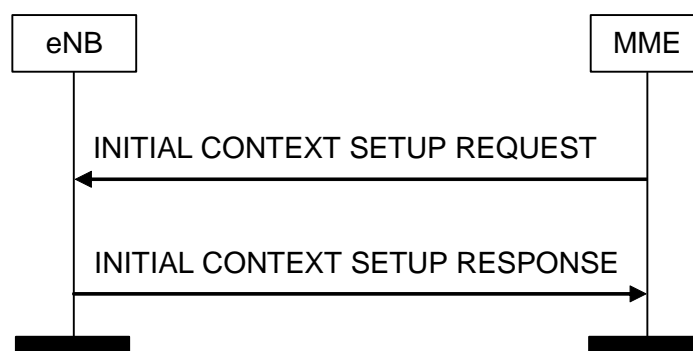 eNB
MME
INITIAL CONTEXT SETUP REQUEST
INITIAL CONTEXT SETUP RESPONSE